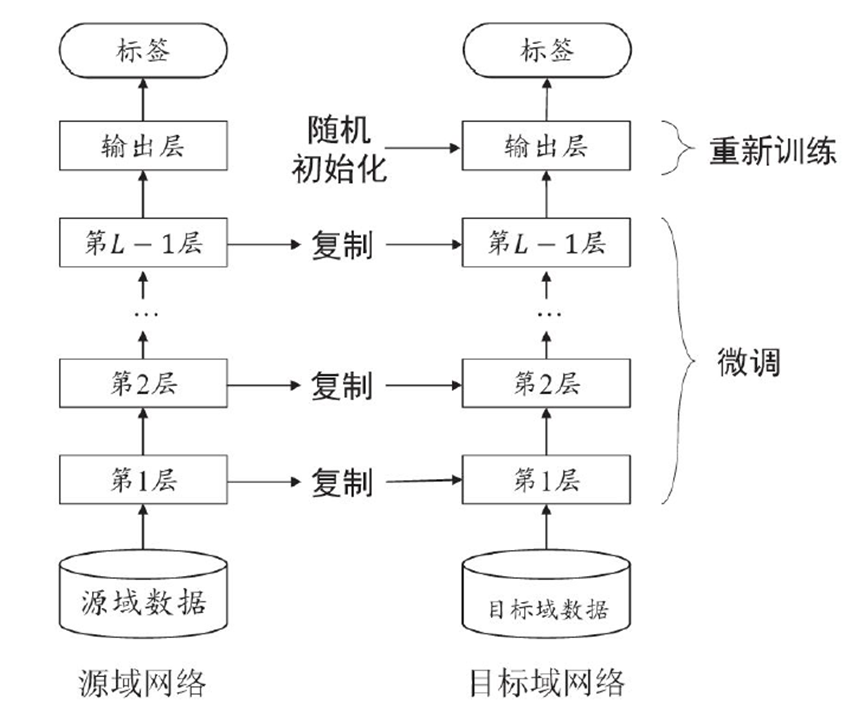 标签 标签
输出层 随机初始化 输出层 重新训练
第L－1层 复制 第L－1层
… …
微调
第2层 复制 第2层
第1层 复制 第1层
源域数据 目标域数据
源域网络 目标域网络